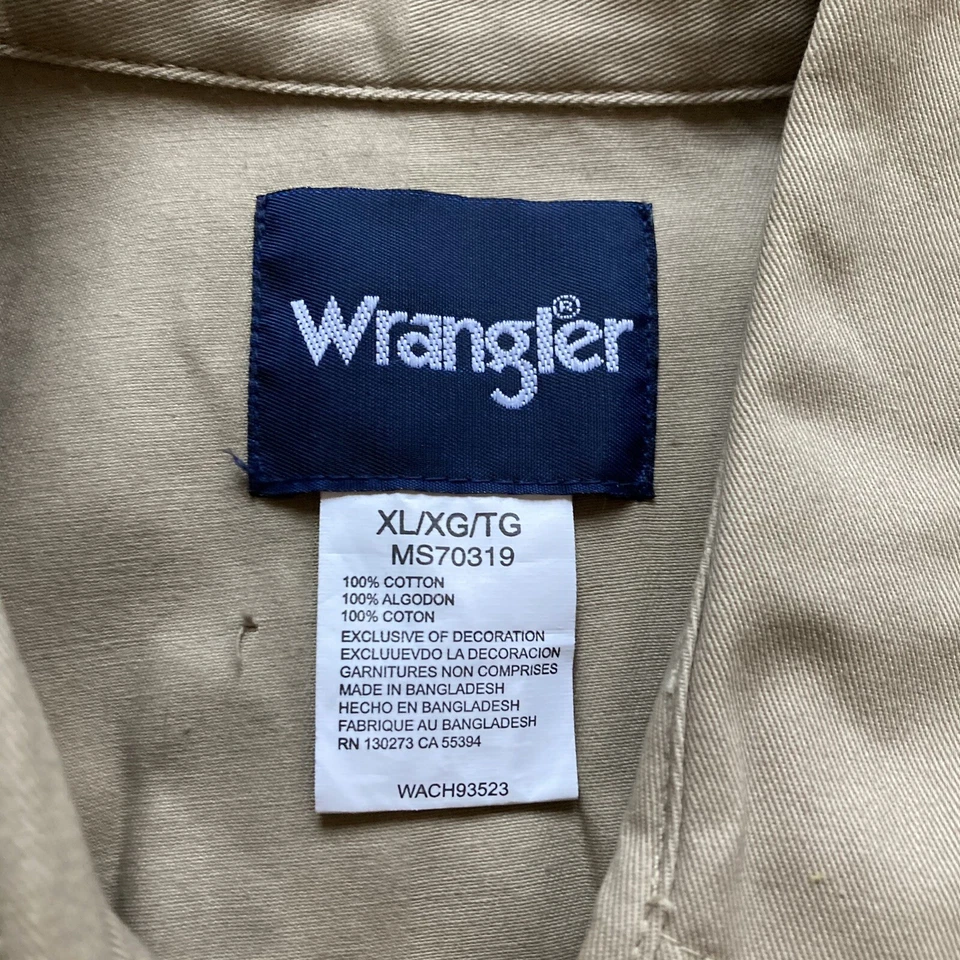 Wrangler®
XL/XG/TG
MS70319
100% COTTON
100% ALGODON
100% COTON
EXCLUSIVE OF DECORATION
EXCLUUEVDO LA DECORACION
GARNITURES NON COMPRISES
MADE IN BANGLADESH
HECHO EN BANGLADESH
FABRIQUE AU BANGLADESH
RN 130273 CA 55394
WACH93523